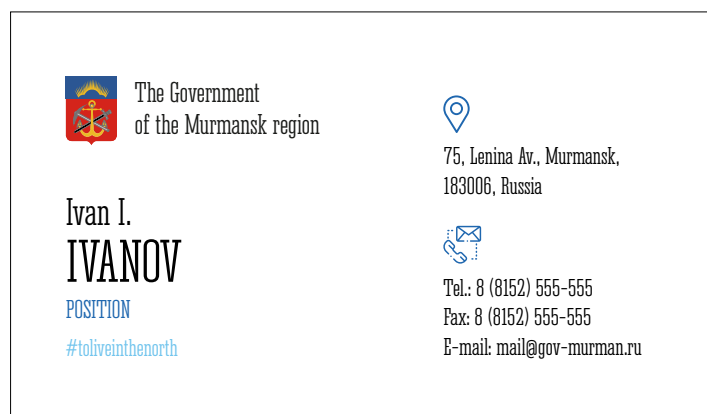 The Government
of the Murmansk region
Ivan I.
IVANOV
POSITION
#toliveinthenorth
75, Lenina Av., Murmansk,
183006, Russia
Tel.: 8 (8152) 555-555
Fax: 8 (8152) 555-555
E-mail: mail@gov-murman.ru